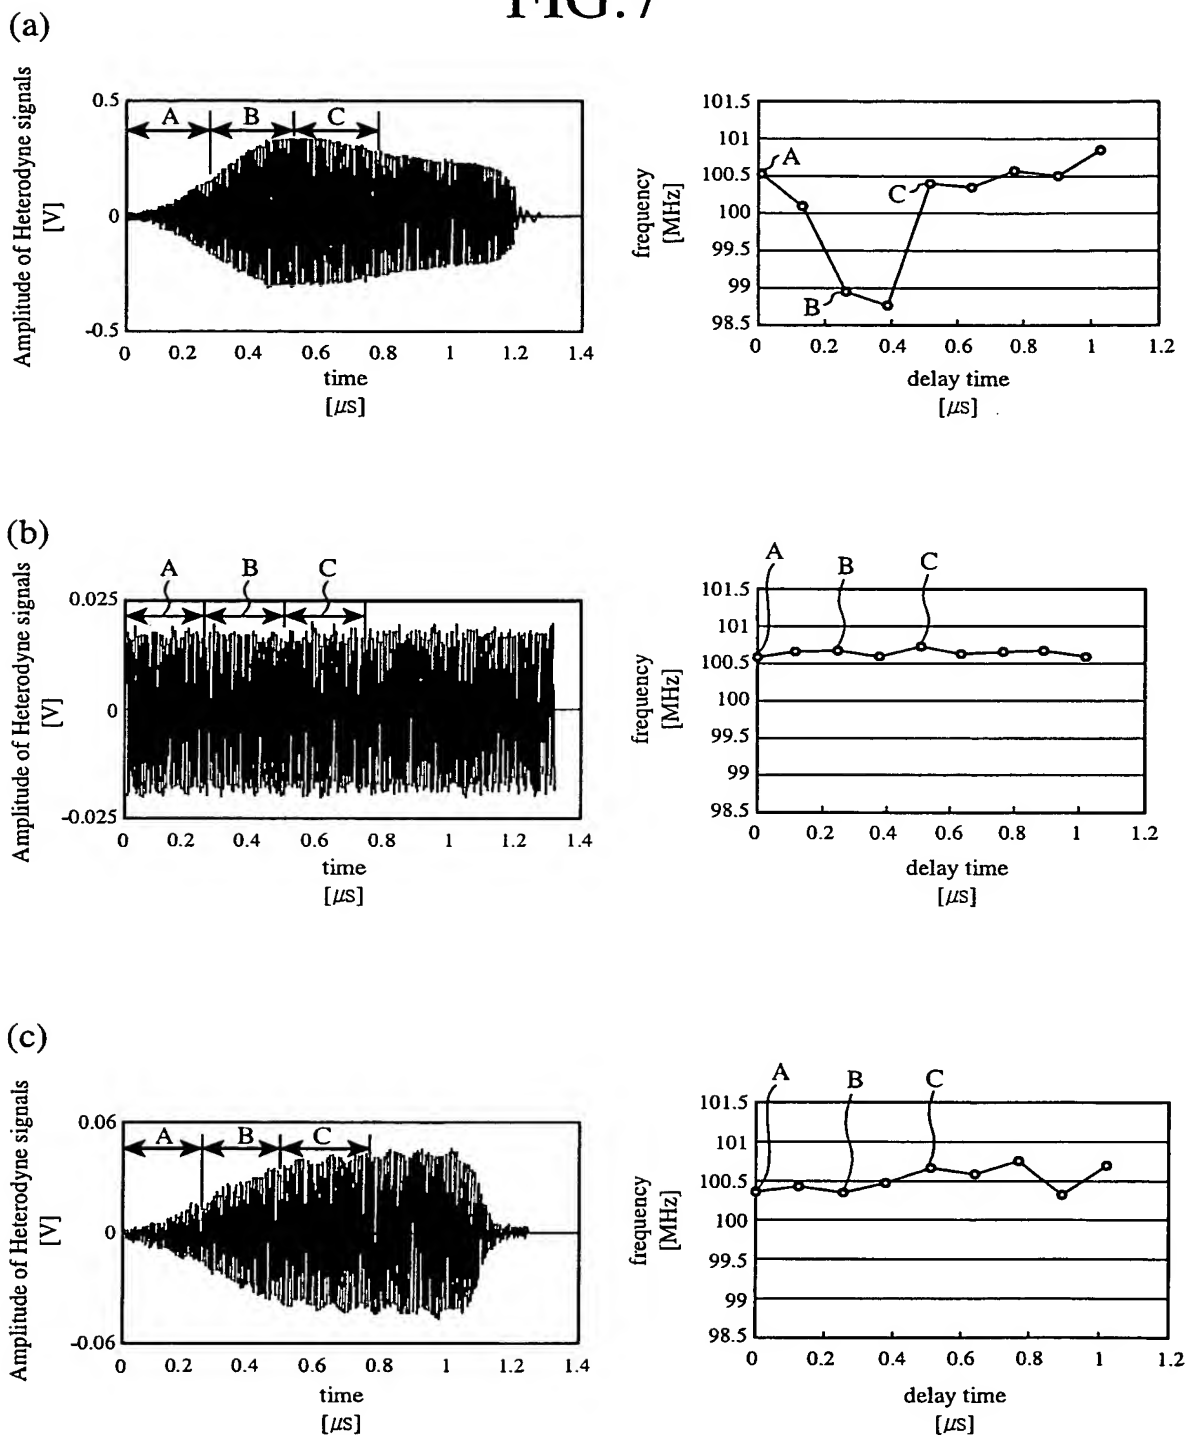 FIG.7
(a)
Amplitude of Heterodyne signals
[V]
0.5
0
-0.5
A B C
0 0.2 0.4 0.6 0.8 1 1.2 1.4
time
[μs]
frequency
[MHz]
101.5
101
100.5
100
99.5
99
98.5
A
B
C
0 0.2 0.4 0.6 0.8 1 1.2
delay time
[μs]
(b)
Amplitude of Heterodyne signals
[V]
0.025
0
-0.025
A B C
0 0.2 0.4 0.6 0.8 1 1.2 1.4
time
[μs]
frequency
[MHz]
101.5
101
100.5
100
99.5
99
98.5
A B C
0 0.2 0.4 0.6 0.8 1 1.2
delay time
[μs]
(c)
Amplitude of Heterodyne signals
[V]
0.06
0
-0.06
A B C
0 0.2 0.4 0.6 0.8 1 1.2 1.4
time
[μs]
frequency
[MHz]
101.5
101
100.5
100
99.5
99
98.5
A B C
0 0.2 0.4 0.6 0.8 1 1.2
delay time
[μs]